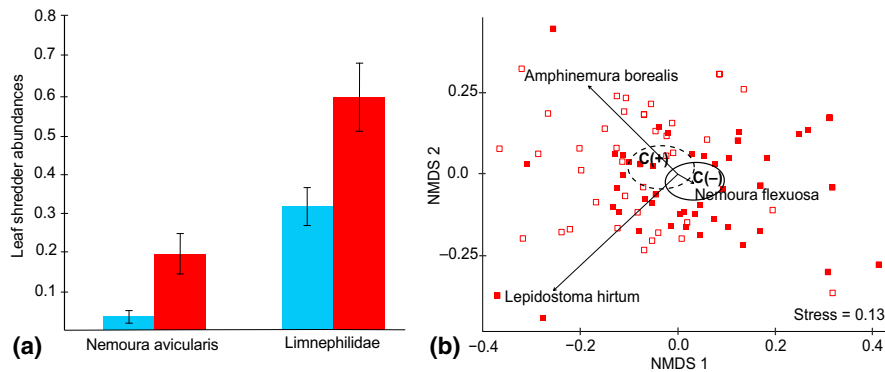 Leaf shredder abundances
0.8
0.7
0.6
0.5
0.4
0.3
0.2
0.1
Nemoura avicularis
Limnephilidae
(a)
NMDS 2
0.25
0.0
−0.25
Amphinemura borealis
C(+)
C(−)
Nemoura flexuosa
Lepidostoma hirtum
Stress = 0.13
−0.4
−0.2
0.0
0.2
0.4
NMDS 1
(b)